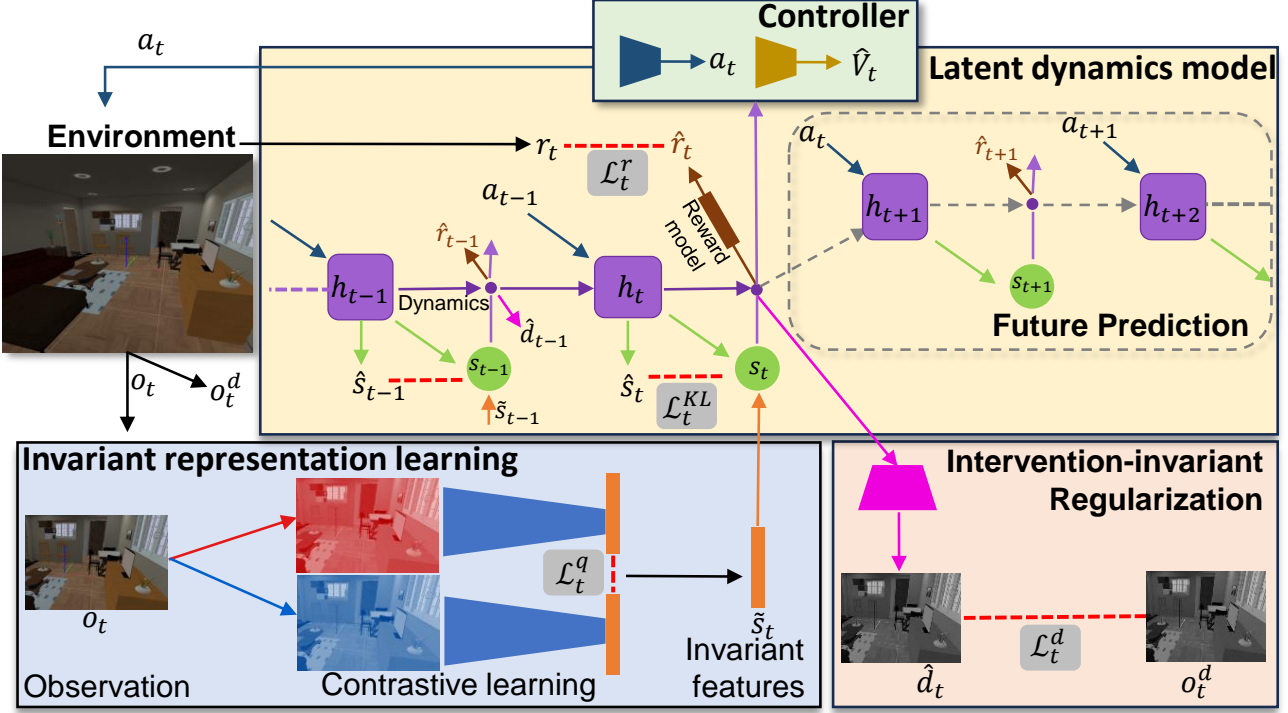 Controller
a_t
a_t
V̂_t
Latent dynamics model
Environment
r_t
r̂_t
ℒ_t^r
a_{t-1}
Reward
model
a_t
a_{t+1}
r̂_{t+1}
h_{t+1}
h_{t+2}
s_{t+1}
Future Prediction
r̂_{t-1}
h_{t-1}
Dynamics
h_t
d̂_{t-1}
ŝ_{t-1}
s_{t-1}
s̃_{t-1}
ŝ_t
s_t
ℒ_t^{KL}
o_t
o_t^d
Invariant representation learning
ℒ_t^q
o_t
s̃_t
Observation
Contrastive learning
Invariant
features
Intervention-invariant
Regularization
ℒ_t^d
d̂_t
o_t^d